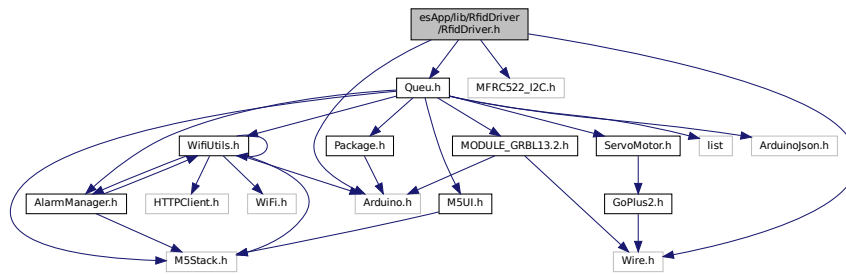 esApp/lib/RfidDriver
/RfidDriver.h
Queu.h
MFRC522_I2C.h
WifiUtils.h
Package.h
MODULE_GRBL13.2.h
ServoMotor.h
list
ArduinoJson.h
AlarmManager.h
HTTPClient.h
WiFi.h
Arduino.h
M5UI.h
GoPlus2.h
M5Stack.h
Wire.h